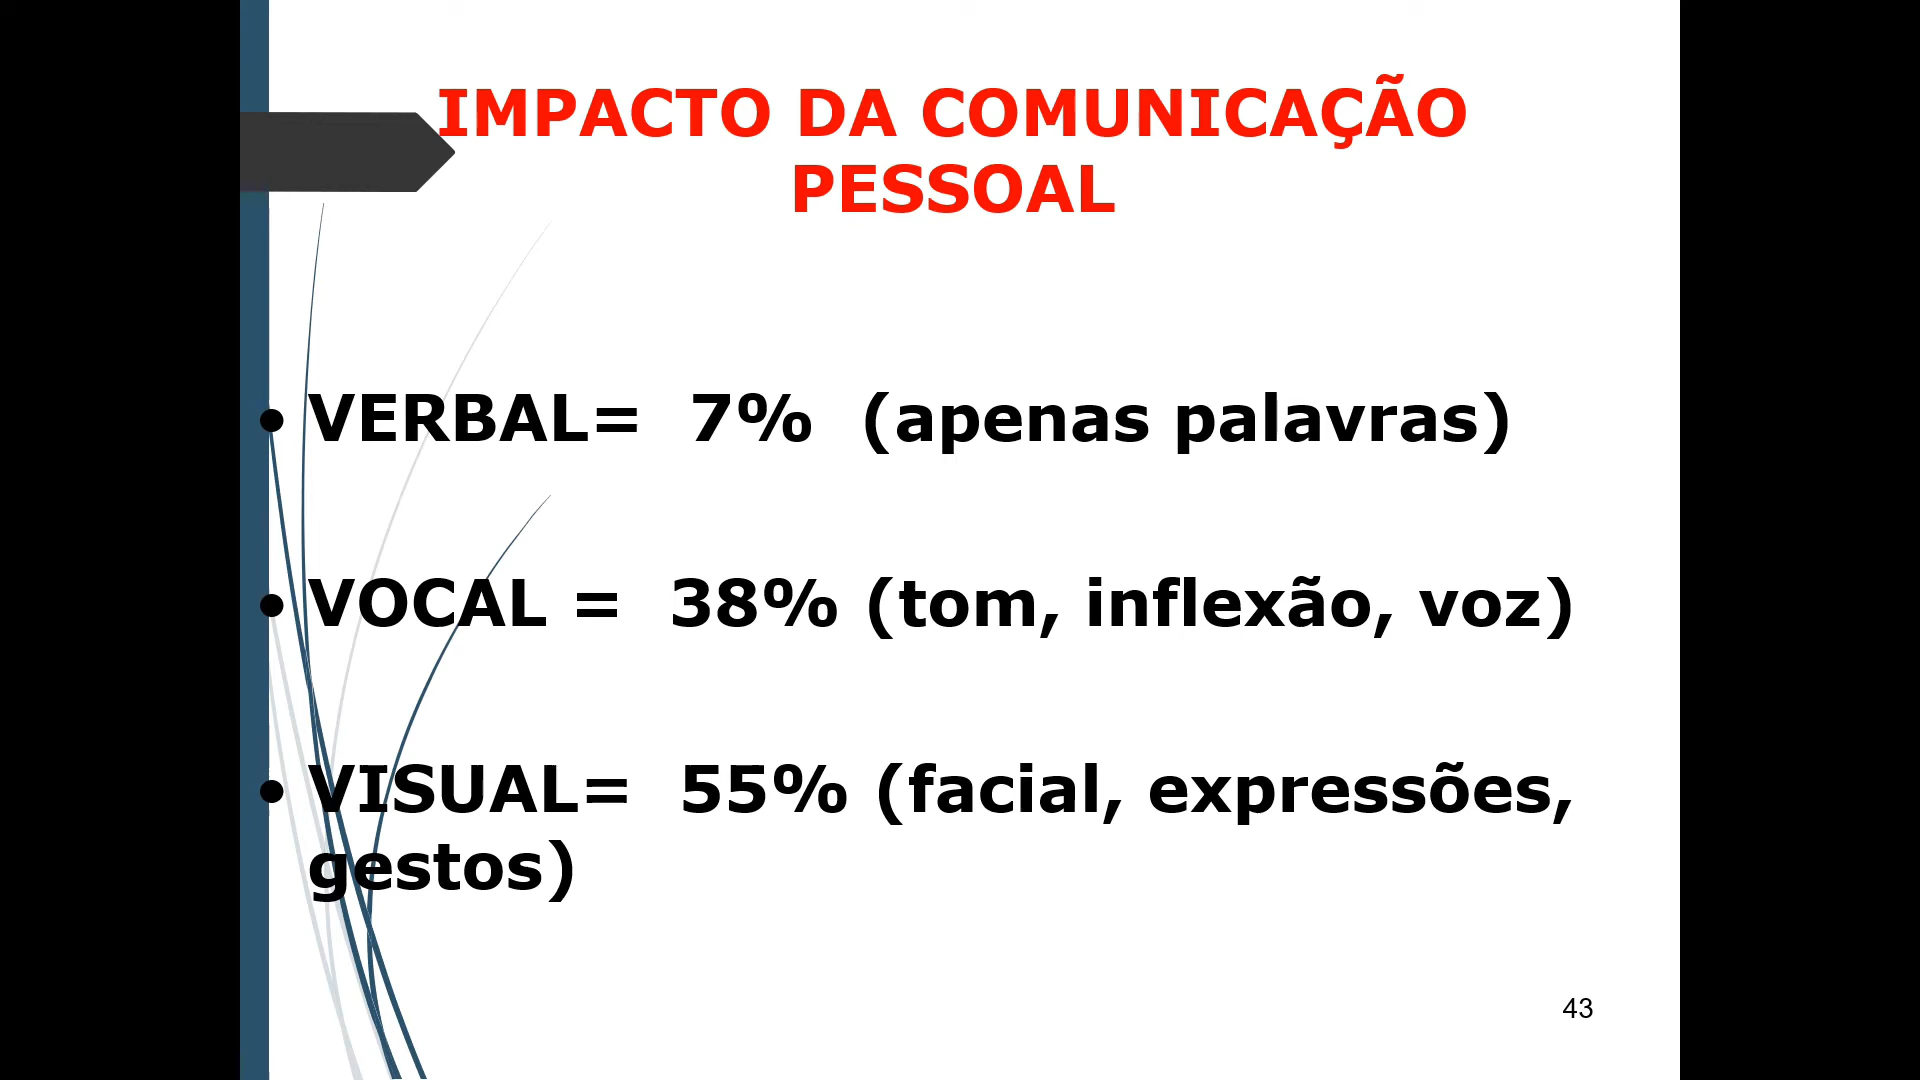 IMPACTO DA COMUNICAÇÃO
PESSOAL
• VERBAL= 7% (apenas palavras)
• VOCAL = 38% (tom, inflexão, voz)
• VISUAL= 55% (facial, expressões,
gestos)
43